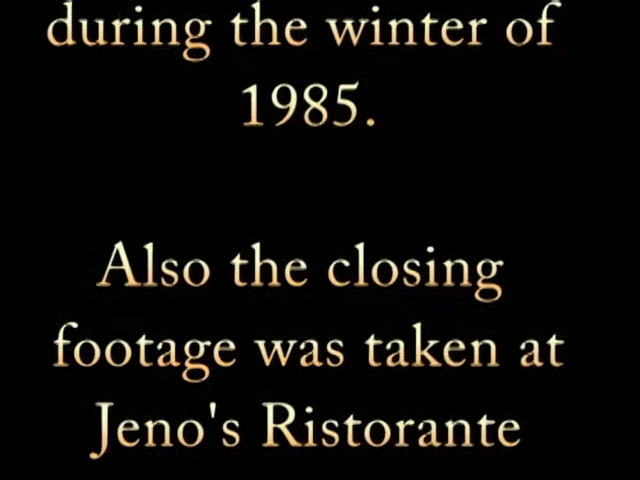 during the winter of
1985.
Also the closing
footage was taken at
Jeno's Ristorante